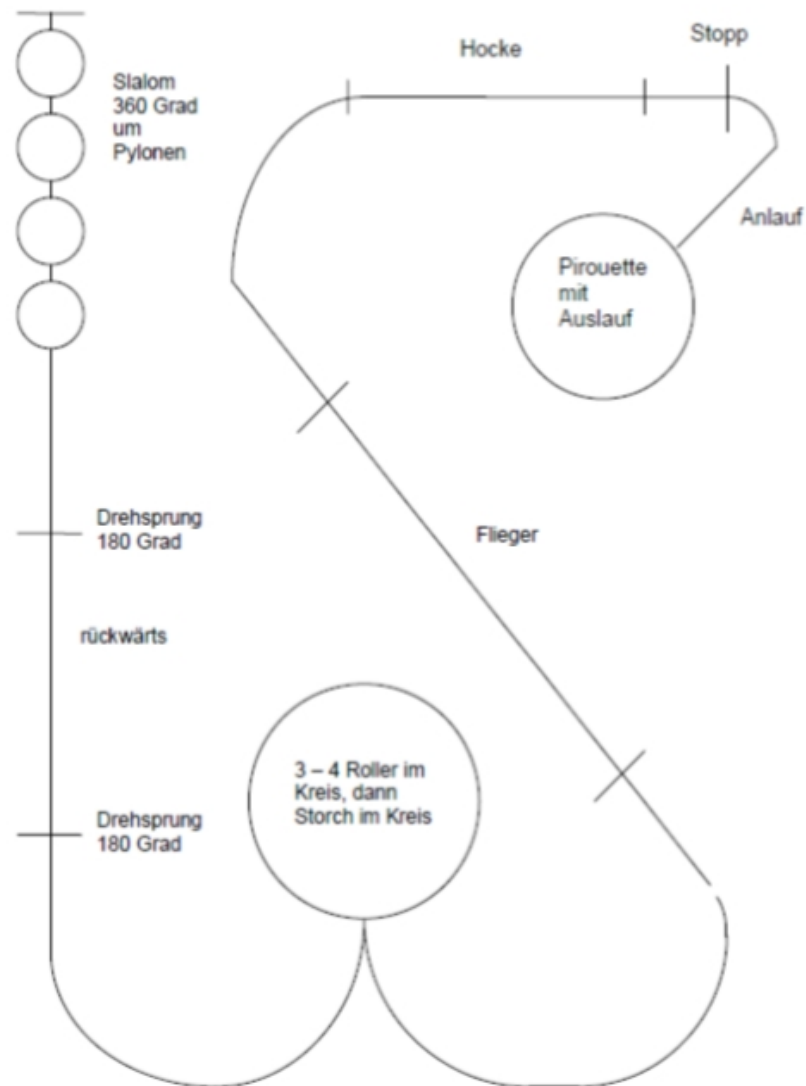 Hocke
Stopp
Slalom
360 Grad
um
Pylonen
Anlauf
Pirouette
mit
Auslauf
Drehsprung
180 Grad
Flieger
rückwärts
3 – 4 Roller im
Kreis, dann
Storch im Kreis
Drehsprung
180 Grad